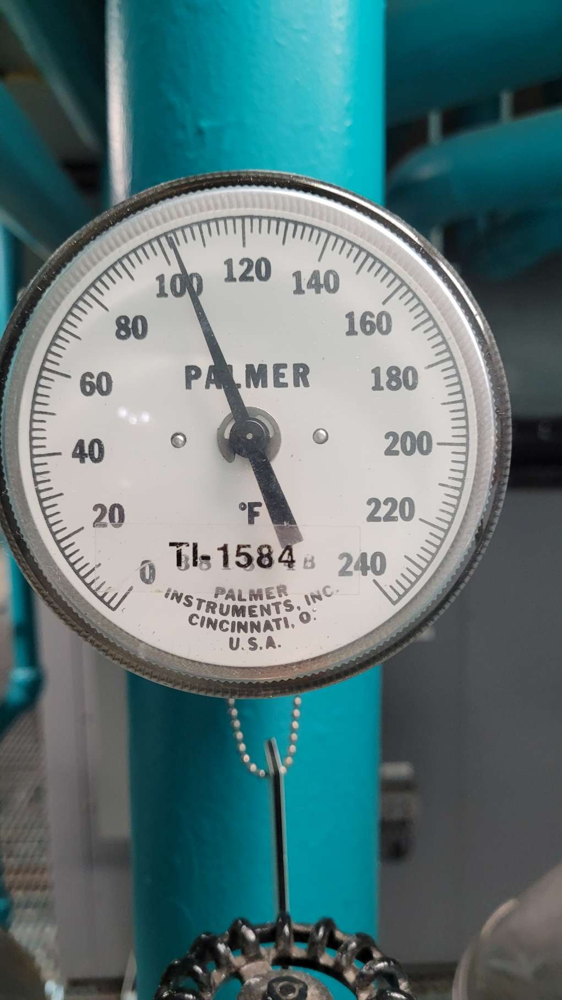 120
100 140
80 160
PALMER
60 180
40 200
°F
20 220
TI-1584
0 240
PALMER
INSTRUMENTS, INC.
CINCINNATI, O.
U.S.A.